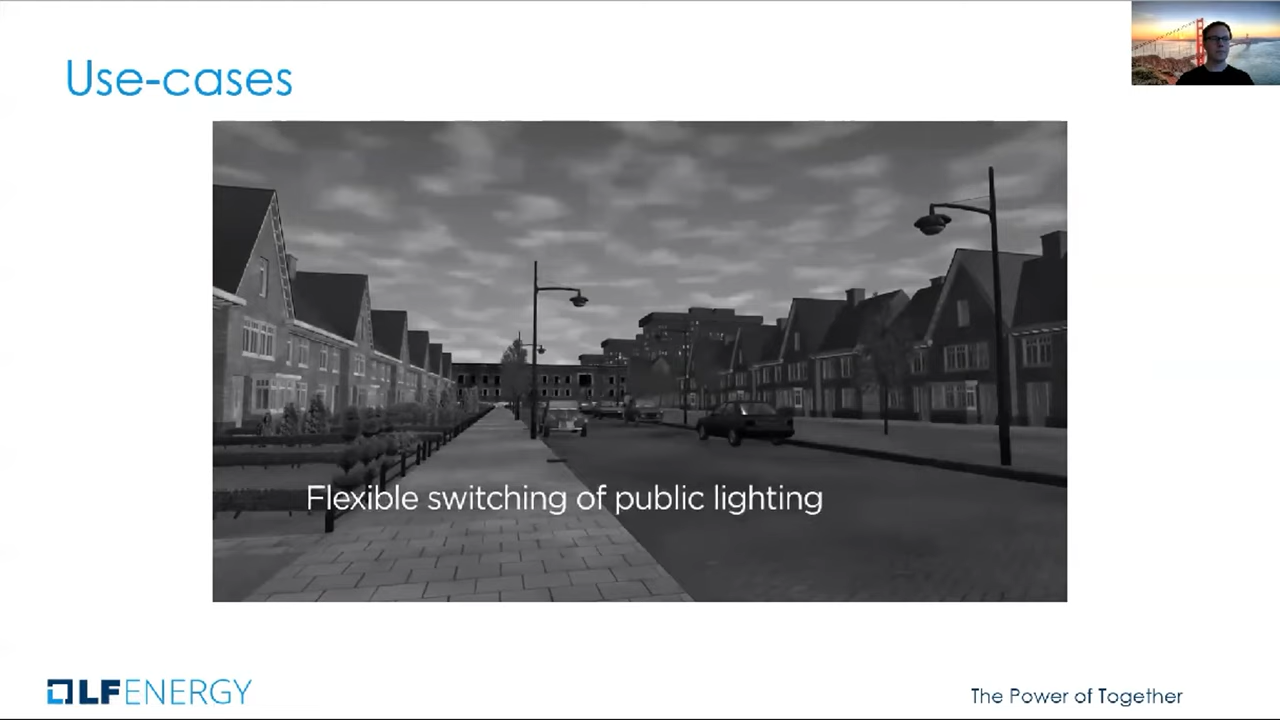 Use-cases
Flexible switching of public lighting
LFENERGY
The Power of Together